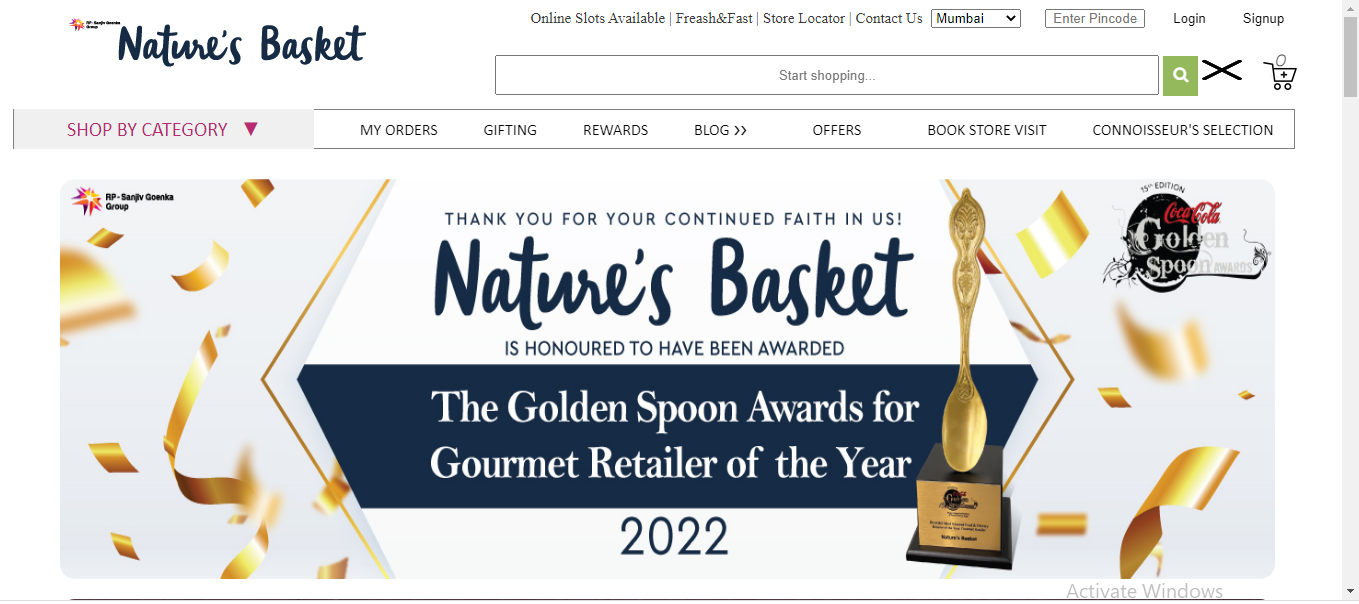 Online Slots Available | Freash&Fast | Store Locator | Contact Us Mumbai Enter Pincode Login Signup
RP - Sanjiv Goenka
Group
Nature's Basket
Start shopping...
0
SHOP BY CATEGORY ▼ MY ORDERS GIFTING REWARDS BLOG >> OFFERS BOOK STORE VISIT CONNOISSEUR'S SELECTION
RP - Sanjiv Goenka
Group
15th EDITION
Coca-Cola
Golden
Spoon AWARDS
THANK YOU FOR YOUR CONTINUED FAITH IN US!
Nature's Basket
IS HONOURED TO HAVE BEEN AWARDED
The Golden Spoon Awards for
Gourmet Retailer of the Year
2022
Nature's Basket
Activate Windows